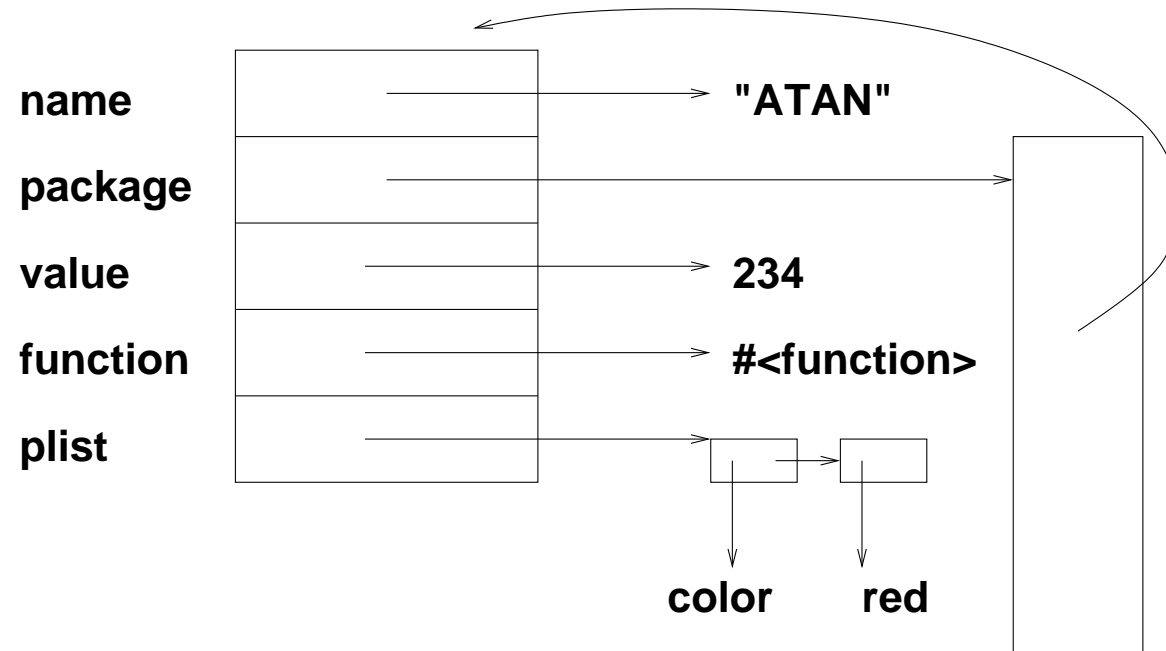 name "ATAN"
package
value 234
function #<function>
plist
color red